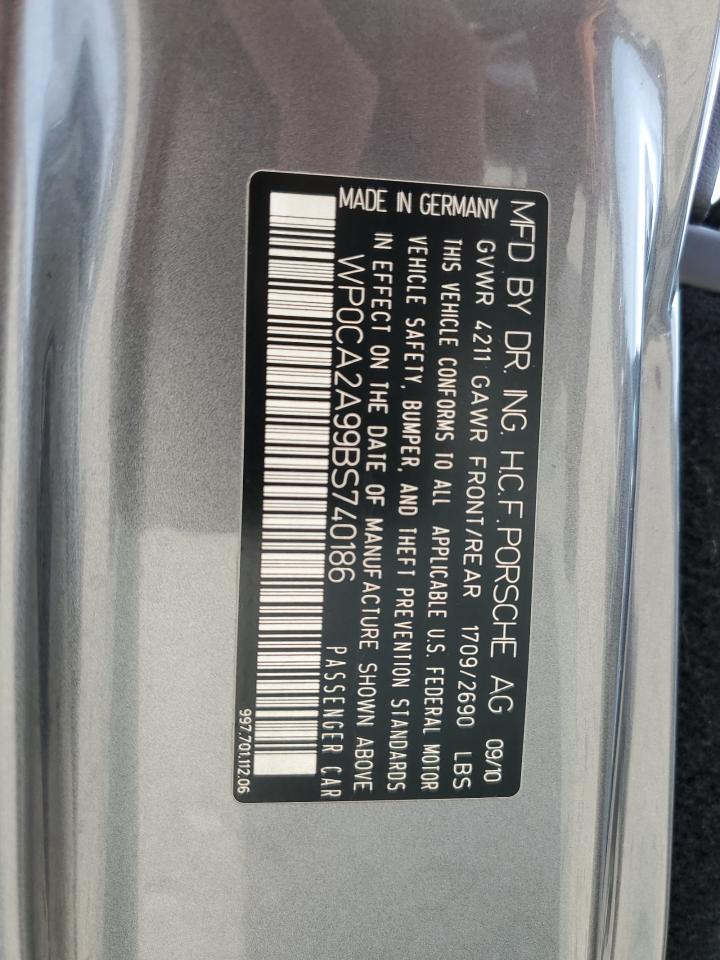 MFD BY DR. ING. H.C.F. PORSCHE AG 09/10
GVWR 4211 GAWR FRONT/REAR 1709/2690 LBS
THIS VEHICLE CONFORMS TO ALL APPLICABLE U.S. FEDERAL MOTOR
VEHICLE SAFETY, BUMPER, AND THEFT PREVENTION STANDARDS
IN EFFECT ON THE DATE OF MANUFACTURE SHOWN ABOVE
MADE IN GERMANY
WP0CA2A99BS740186 PASSENGER CAR
997.701.112.06